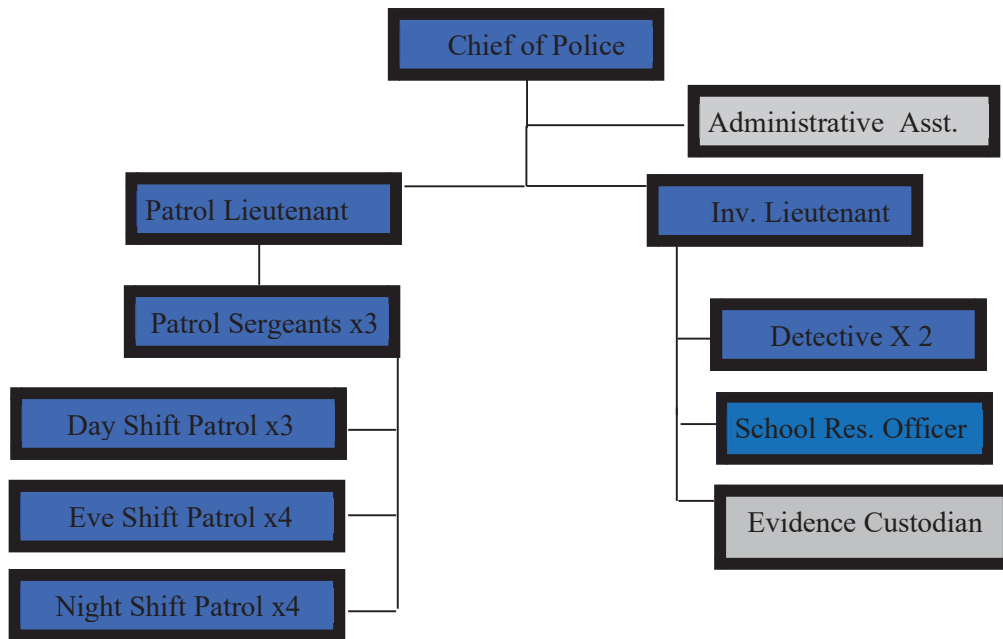 Chief of Police
Administrative Asst.
Patrol Lieutenant
Inv. Lieutenant
Patrol Sergeants x3
Detective X 2
Day Shift Patrol x3
School Res. Officer
Eve Shift Patrol x4
Evidence Custodian
Night Shift Patrol x4